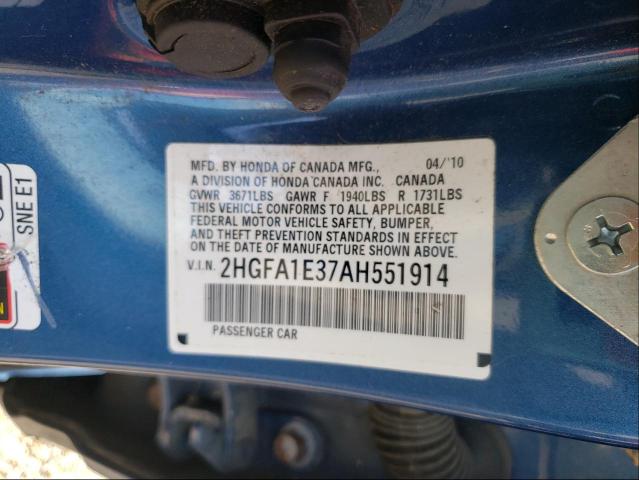 MFD. BY HONDA OF CANADA MFG., 04/'10
A DIVISION OF HONDA CANADA INC. CANADA
GVWR 3671LBS GAWR F 1940LBS R 1731LBS
THIS VEHICLE CONFORMS TO ALL APPLICABLE
FEDERAL MOTOR VEHICLE SAFETY, BUMPER,
AND THEFT PREVENTION STANDARDS IN EFFECT
ON THE DATE OF MANUFACTURE SHOWN ABOVE.
V.I.N. 2HGFA1E37AH551914
PASSENGER CAR
SNE E1